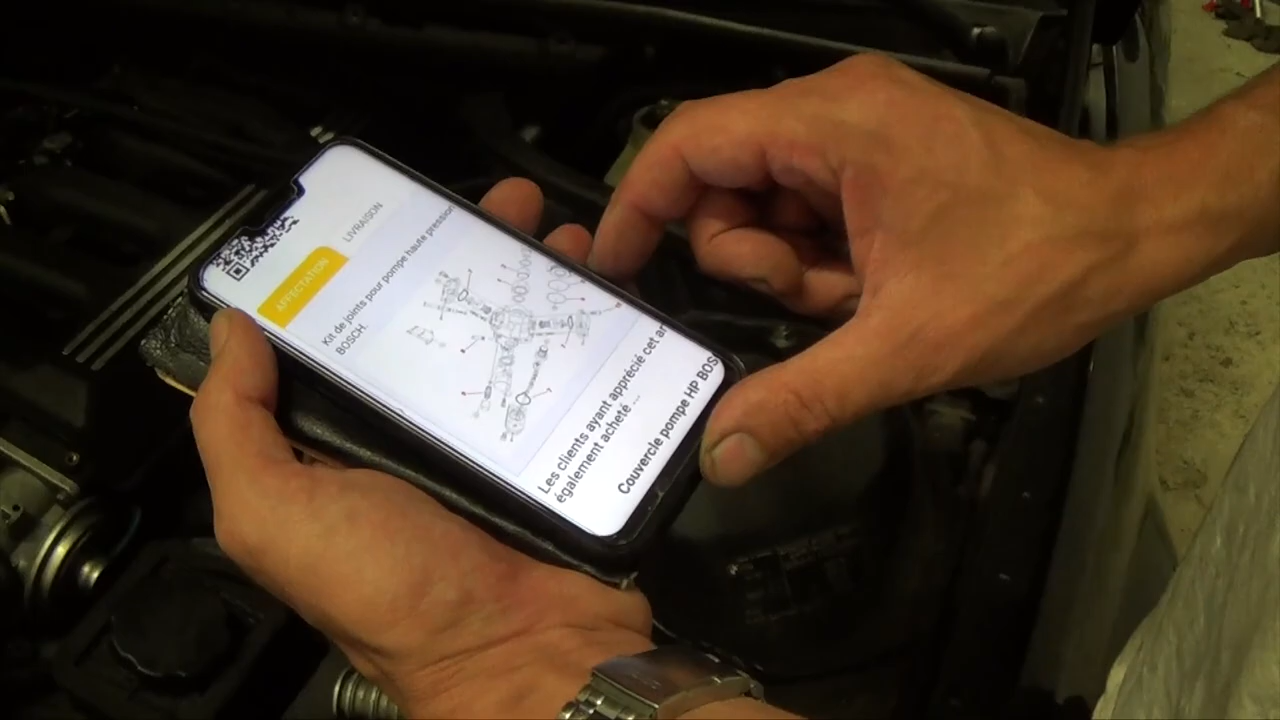 AFFECTATION
LIVRAISON
Kit de joints pour pompe haute pression
BOSCH.
Les clients ayant apprécié cet ar
également acheté ...
Couvercle pompe HP BOS